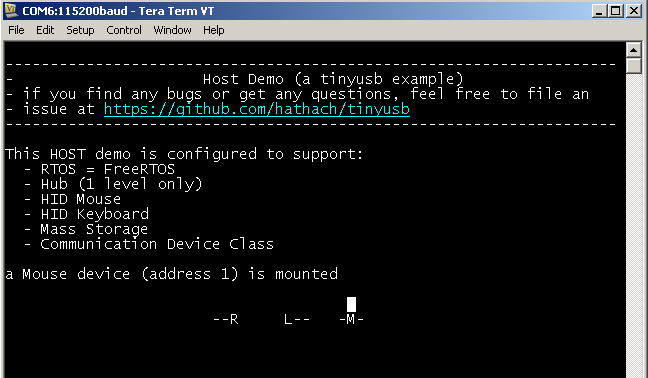 COM6:115200baud - Tera Term VT
File Edit Setup Control Window Help
-------------------------------------------------------------------------------
- Host Demo (a tinyusb example)
- if you find any bugs or get any questions, feel free to file an
- issue at https://github.com/hathach/tinyusb
-------------------------------------------------------------------------------
This HOST demo is configured to support:
- RTOS = FreeRTOS
- Hub (1 level only)
- HID Mouse
- HID Keyboard
- Mass Storage
- Communication Device Class
a Mouse device (address 1) is mounted
--R L-- -M-